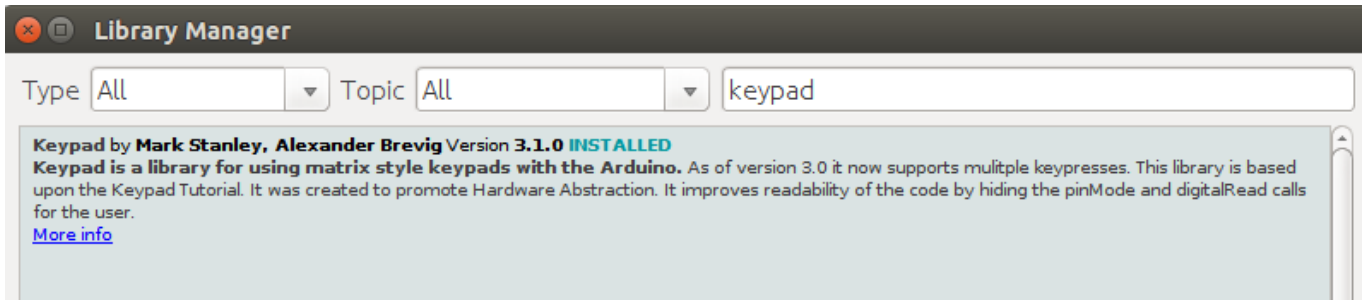 Library Manager
Type All Topic All keypad
Keypad by Mark Stanley, Alexander Brevig Version 3.1.0 INSTALLED
Keypad is a library for using matrix style keypads with the Arduino. As of version 3.0 it now supports mulitple keypresses. This library is based
upon the Keypad Tutorial. It was created to promote Hardware Abstraction. It improves readability of the code by hiding the pinMode and digitalRead calls
for the user.
More info